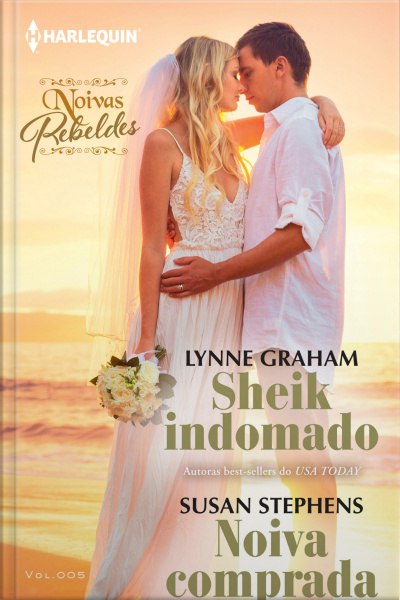 HARLEQUIN
Noivas
Rebeldes
LYNNE GRAHAM
Sheik
indomado
Autoras best-sellers do USA TODAY
SUSAN STEPHENS
Noiva
comprada
VOL.005